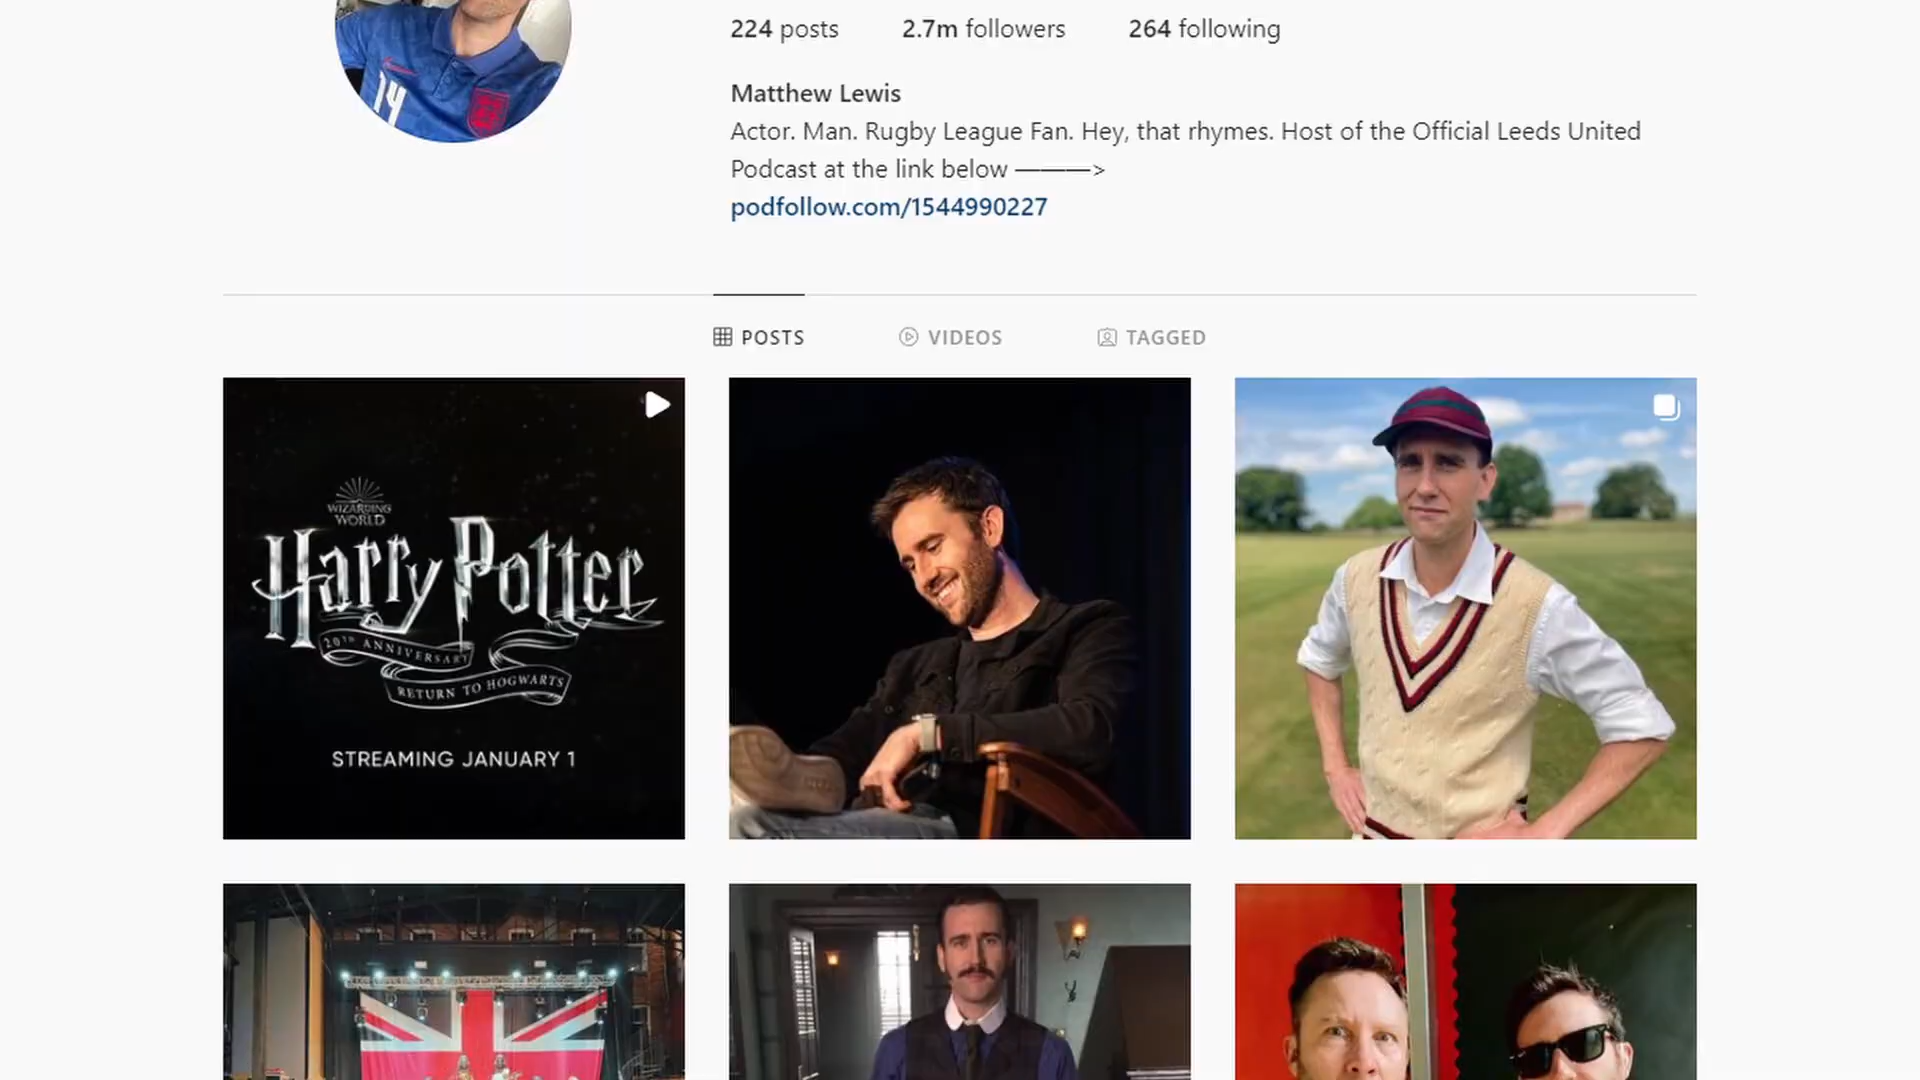 224 posts 2.7m followers 264 following
Matthew Lewis
Actor. Man. Rugby League Fan. Hey, that rhymes. Host of the Official Leeds United
Podcast at the link below ———>
podfollow.com/1544990227
POSTS VIDEOS TAGGED
14
WIZARDING
WORLD
Harry Potter
20TH ANNIVERSARY
RETURN TO HOGWARTS
STREAMING JANUARY 1